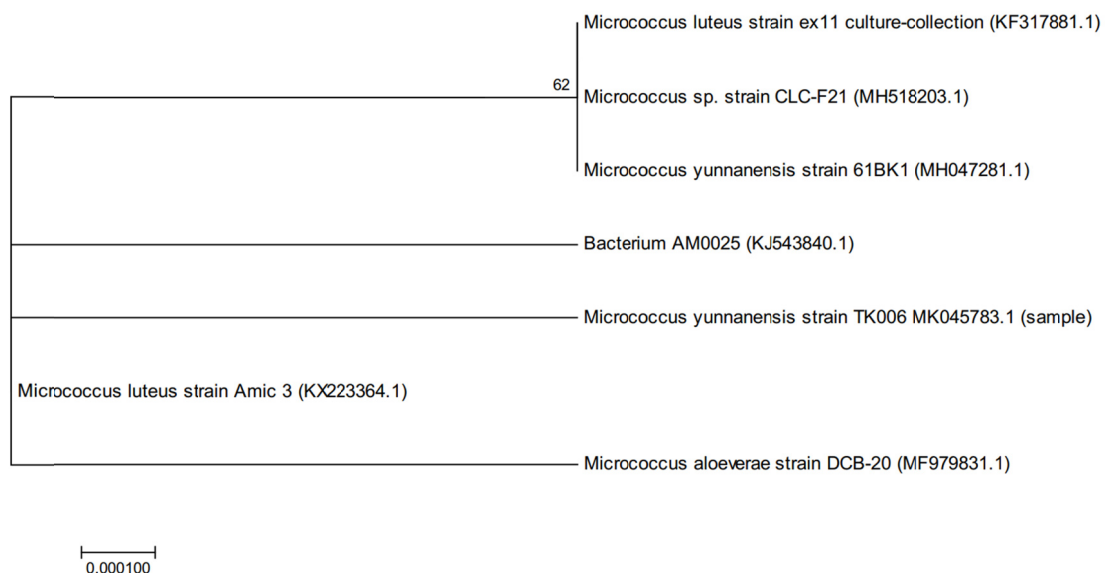 Micrococcus luteus strain ex11 culture-collection (KF317881.1)
62
Micrococcus sp. strain CLC-F21 (MH518203.1)
Micrococcus yunnanensis strain 61BK1 (MH047281.1)
Bacterium AM0025 (KJ543840.1)
Micrococcus yunnanensis strain TK006 MK045783.1 (sample)
Micrococcus luteus strain Amic 3 (KX223364.1)
Micrococcus aloeverae strain DCB-20 (MF979831.1)
0.000100